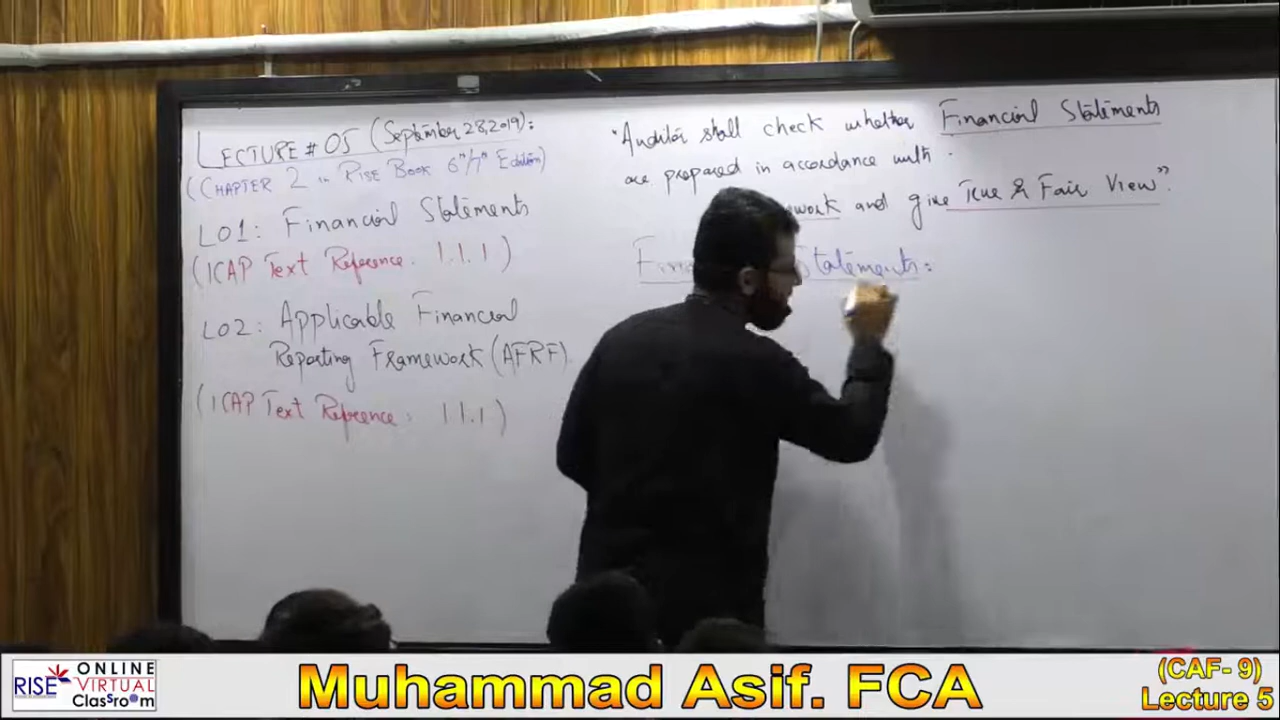 LECTURE # 05 (September 28, 2019):
(CHAPTER 2 in RISE BOOK 6th/7th Edition)
LO1: Financial Statements
(ICAP Text Reference: 1.1.1)
LO2: Applicable Financial
Reporting Framework (AFRF)
(ICAP Text Reference: 1.1.1)
"Auditor shall check whether Financial Statements
are prepared in accordance with
work and give True & Fair View".
Statements:
RISE ONLINE
VIRTUAL
Classroom
Muhammad Asif. FCA
(CAF- 9)
Lecture 5